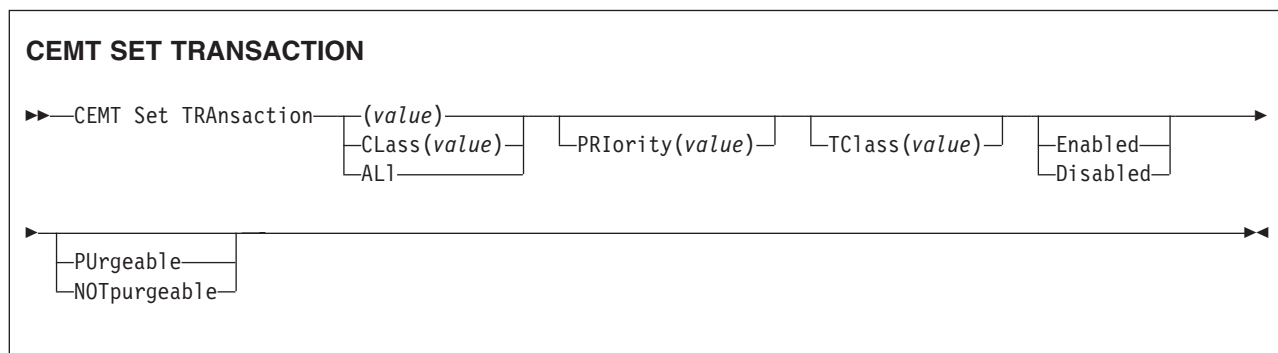 CEMT SET TRANSACTION
CEMT Set TRAnsaction (value) PRIority(value) TClass(value) Enabled
CLass(value) Disabled
ALl
PUrgeable
NOTpurgeable